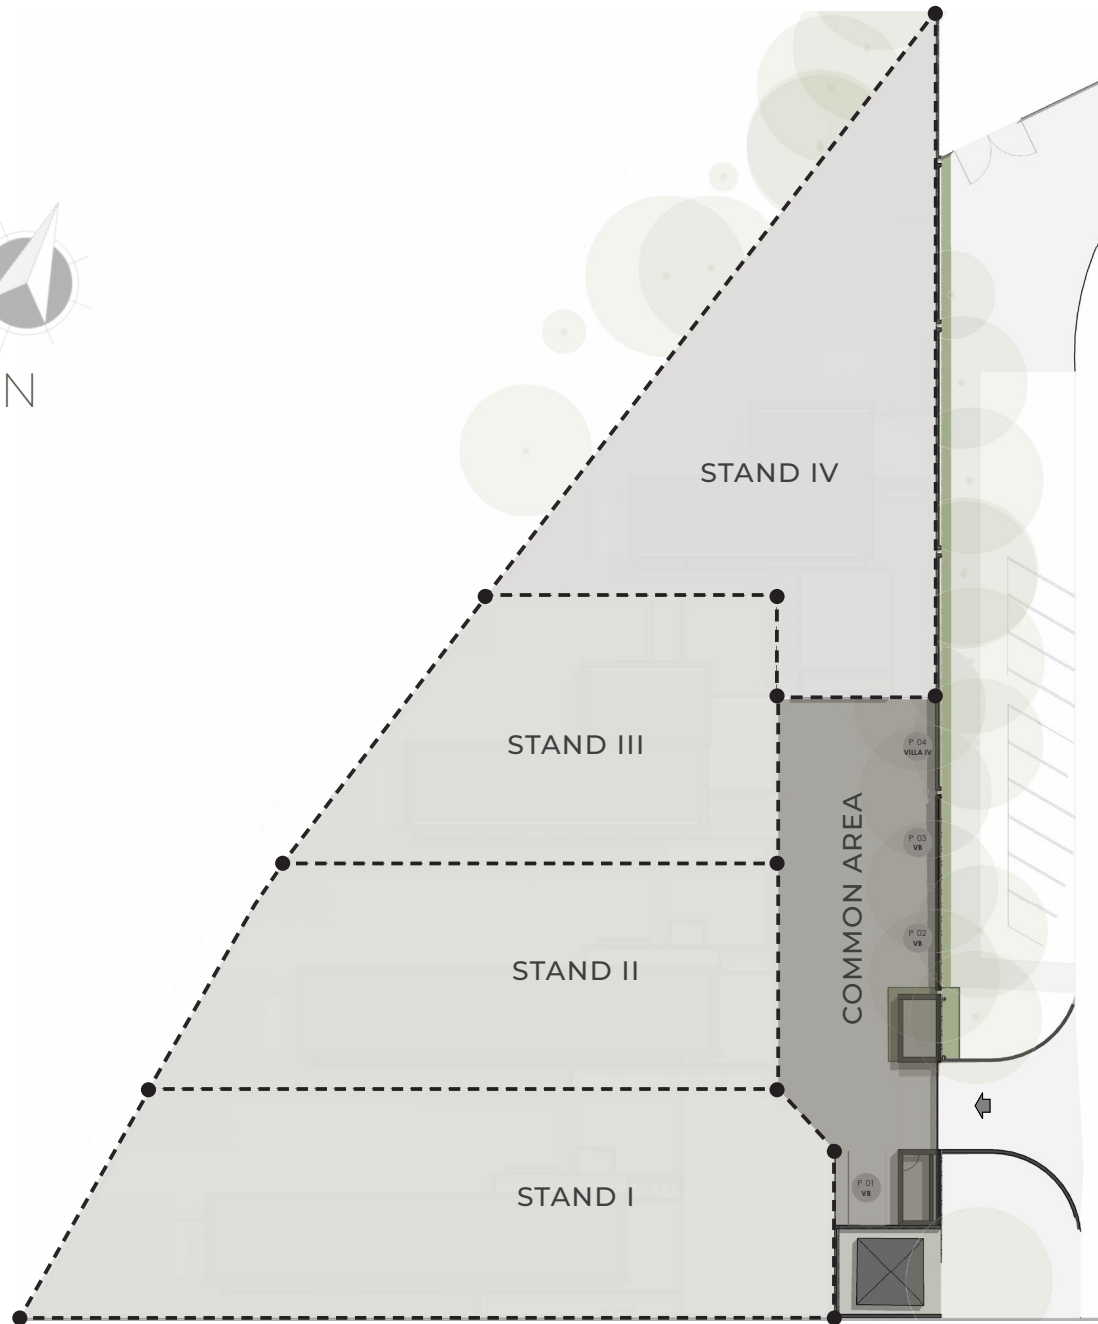 N
STAND IV
STAND III
P 04
VILLA IV
COMMON AREA
P 03
VB
P 02
VB
STAND II
STAND I
P 01
VB